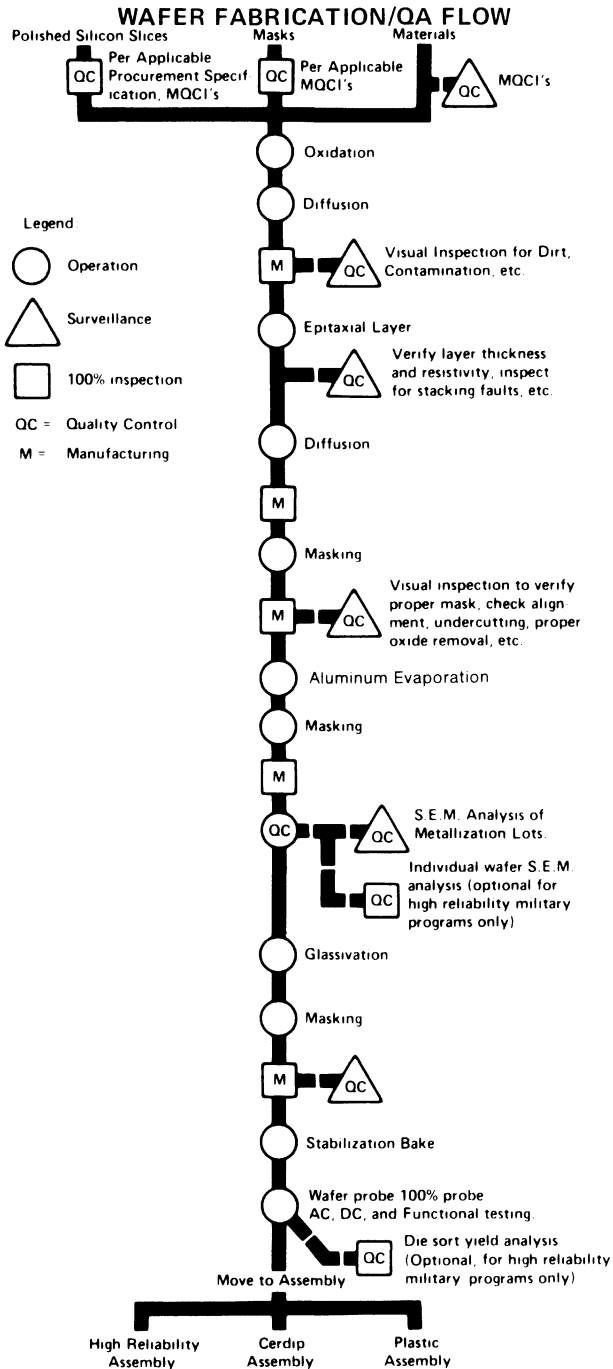 WAFER FABRICATION/QA FLOW
Polished Silicon Slices
Masks
Materials
QC
Per Applicable
Procurement Specif-
ication, MQCI's
QC
Per Applicable
MQCI's
QC
MQCI's
Oxidation
Diffusion
M
QC
Visual Inspection for Dirt,
Contamination, etc.
Legend:
Operation
Surveillance
100% inspection
QC = Quality Control
M = Manufacturing
Epitaxial Layer
QC
Verify layer thickness
and resistivity, inspect
for stacking faults, etc.
Diffusion
M
Masking
M
QC
Visual inspection to verify
proper mask, check align-
ment, undercutting, proper
oxide removal, etc.
Aluminum Evaporation
Masking
M
QC
QC
S.E.M. Analysis of
Metallization Lots.
QC
Individual wafer S.E.M.
analysis (optional for
high reliability military
programs only)
Glassivation
Masking
M
QC
Stabilization Bake
Wafer probe 100% probe
AC, DC, and Functional testing.
QC
Die sort yield analysis
(Optional, for high reliability
military programs only)
Move to Assembly
High Reliability
Assembly
Cerdip
Assembly
Plastic
Assembly